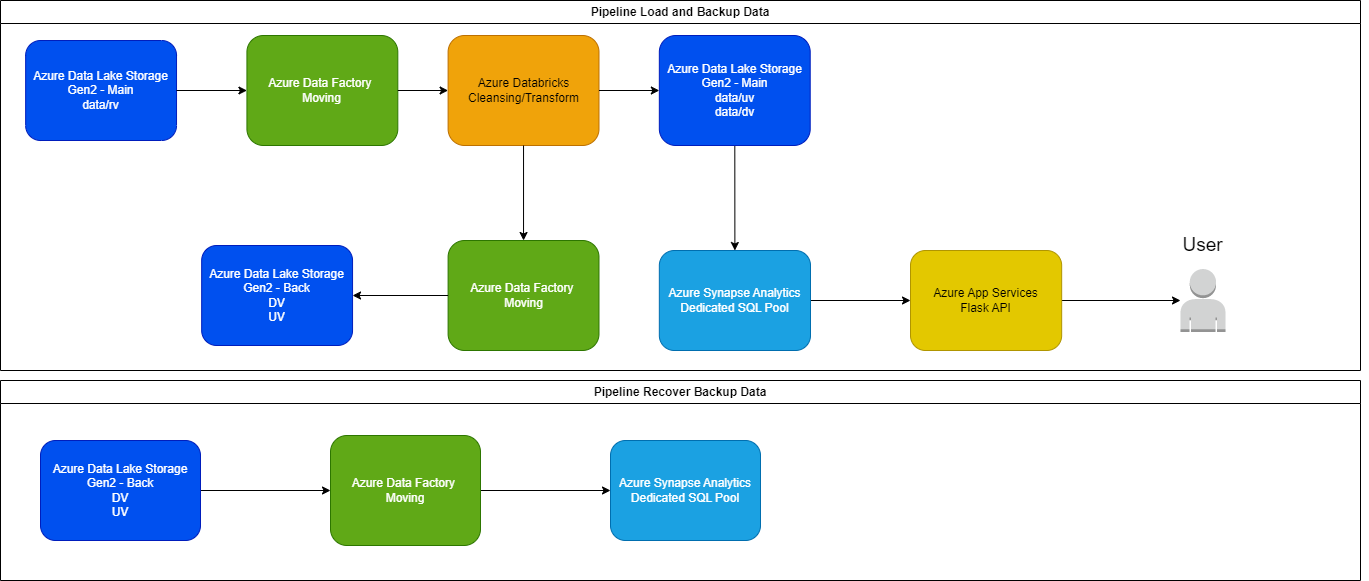 Pipeline Load and Backup Data
Azure Data Lake Storage
Gen2 - Main
data/rv
Azure Data Factory
Moving
Azure Databricks
Cleansing/Transform
Azure Data Lake Storage
Gen2 - Main
data/uv
data/dv
Azure Data Lake Storage
Gen2 - Back
DV
UV
Azure Data Factory
Moving
Azure Synapse Analytics
Dedicated SQL Pool
Azure App Services
Flask API
User
Pipeline Recover Backup Data
Azure Data Lake Storage
Gen2 - Back
DV
UV
Azure Data Factory
Moving
Azure Synapse Analytics
Dedicated SQL Pool